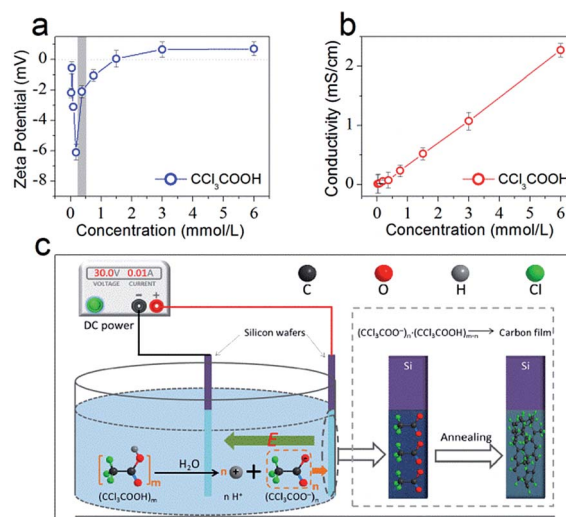 a
Zeta Potential (mV)
0
-2
-4
-6
-8
0 1 2 3 4 5 6
Concentration (mmol/L)
CCl₃COOH
b
Conductivity (mS/cm)
2
1
0
0 1 2 3 4 5 6
Concentration (mmol/L)
CCl₃COOH
c
30.0V 0.01A
VOLTAGE CURRENT
− +
DC power
C O H Cl
Silicon wafers
E
m
H₂O
n + n
(CCl₃COOH)m n H⁺ (CCl₃COO⁻)n
(CCl₃COO⁻)n·(CCl₃COOH)m-n Carbon film
Si Si
Annealing